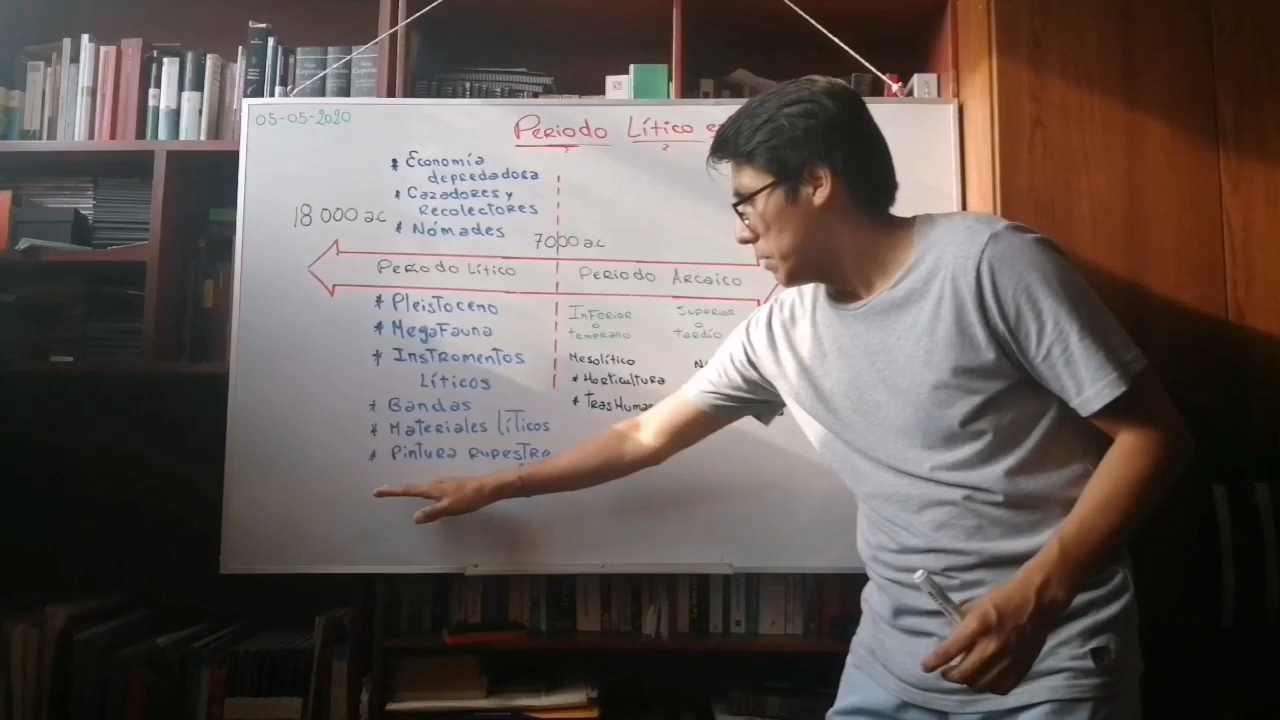 05-05-2020
Periodo Lítico
* Economía
depredadora
* Cazadores y
Recolectores
* Nómades
18 000 ac
7000 ac
Periodo Lítico
Periodo Arcaico
* Pleistoceno
* MegaFauna
* Instromentos
Líticos
* Bandas
* Materiales líticos
* Pintura rupestre
Inferior
o
temprano
Superior
o
tardío
Mesolítico
* Horticultura